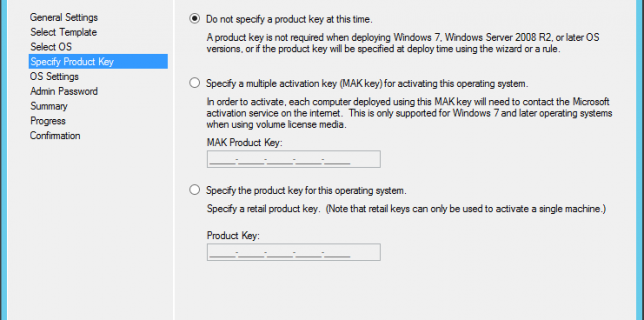 General Settings
Select Template
Select OS
Specify Product Key
OS Settings
Admin Password
Summary
Progress
Confirmation
Do not specify a product key at this time.
A product key is not required when deploying Windows 7, Windows Server 2008 R2, or later OS
versions, or if the product key will be specified at deploy time using the wizard or a rule.
Specify a multiple activation key (MAK key) for activating this operating system.
In order to activate, each computer deployed using this MAK key will need to contact the Microsoft
activation service on the internet. This is only supported for Windows 7 and later operating systems
when using volume license media.
MAK Product Key:
_____-_____-_____-_____-_____
Specify the product key for this operating system.
Specify a retail product key. (Note that retail keys can only be used to activate a single machine.)
Product Key:
_____-_____-_____-_____-_____